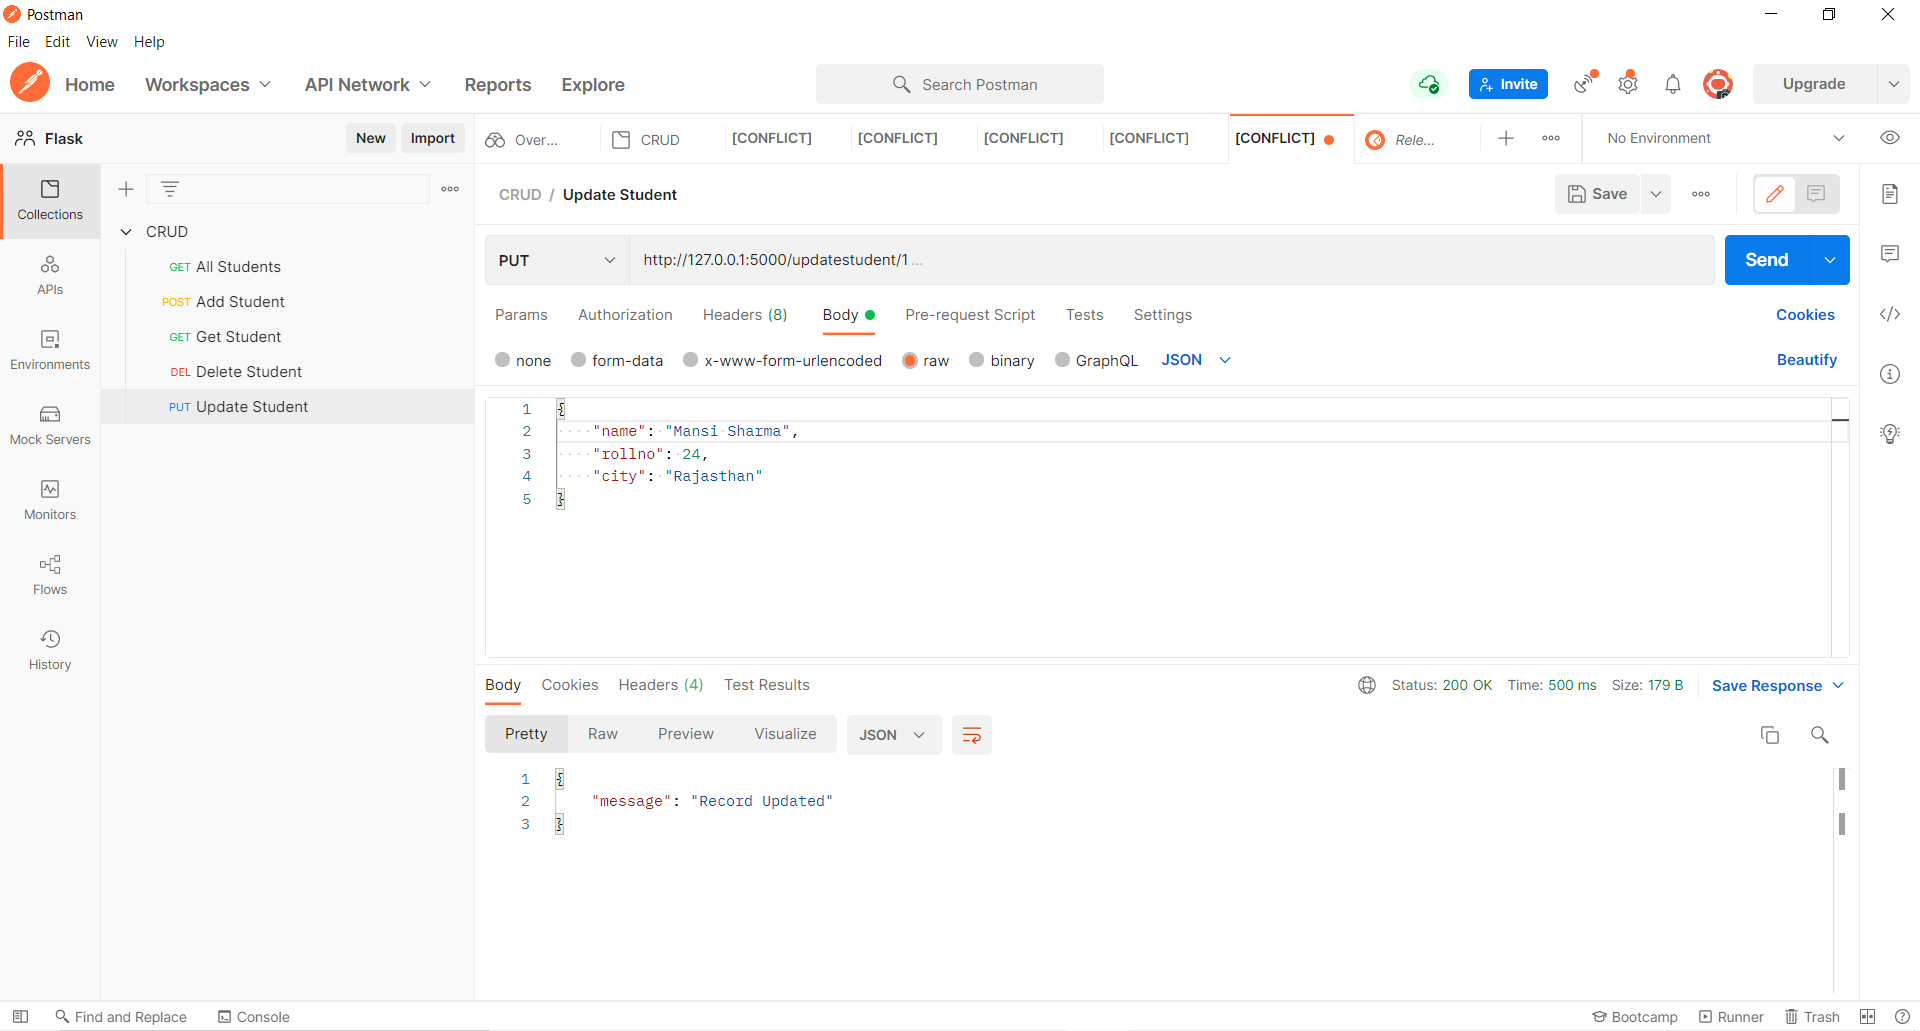 Postman
File Edit View Help
Home Workspaces API Network Reports Explore Search Postman Invite Upgrade
Flask New Import Over... CRUD [CONFLICT] [CONFLICT] [CONFLICT] [CONFLICT] [CONFLICT] Rele... No Environment
Collections
APIs
Environments
Mock Servers
Monitors
Flows
History
CRUD
GET All Students
POST Add Student
GET Get Student
DEL Delete Student
PUT Update Student
CRUD / Update Student Save
PUT http://127.0.0.1:5000/updatestudent/1 ... Send
Params Authorization Headers (8) Body Pre-request Script Tests Settings Cookies
none form-data x-www-form-urlencoded raw binary GraphQL JSON Beautify
1 {
2 "name": "Mansi Sharma",
3 "rollno": 24,
4 "city": "Rajasthan"
5 }
Body Cookies Headers (4) Test Results Status: 200 OK Time: 500 ms Size: 179 B Save Response
Pretty Raw Preview Visualize JSON
1 {
2 "message": "Record Updated"
3 }
Find and Replace Console Bootcamp Runner Trash